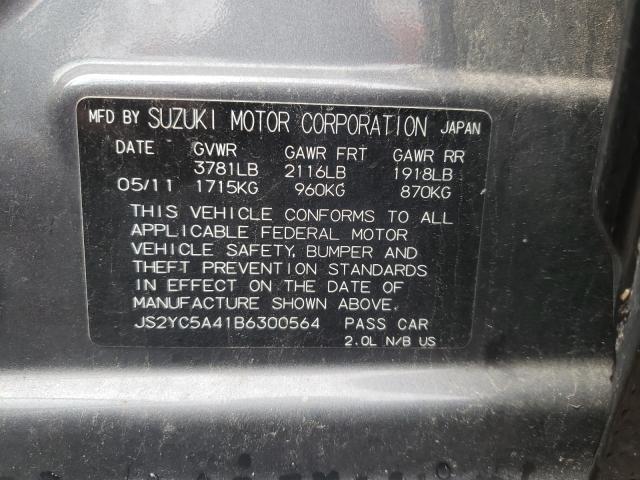 MFD BY SUZUKI MOTOR CORPORATION JAPAN
DATE GVWR GAWR FRT GAWR RR
3781LB 2116LB 1918LB
05/11 1715KG 960KG 870KG
THIS VEHICLE CONFORMS TO ALL
APPLICABLE FEDERAL MOTOR
VEHICLE SAFETY, BUMPER AND
THEFT PREVENTION STANDARDS
IN EFFECT ON THE DATE OF
MANUFACTURE SHOWN ABOVE.
JS2YC5A41B6300564 PASS CAR
2.0L N/B US